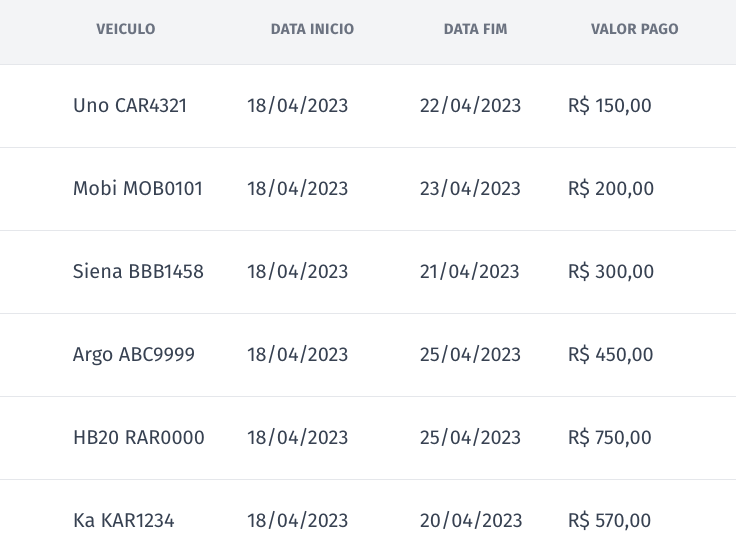 VEICULO DATA INICIO DATA FIM VALOR PAGO
Uno CAR4321 18/04/2023 22/04/2023 R$ 150,00
Mobi MOB0101 18/04/2023 23/04/2023 R$ 200,00
Siena BBB1458 18/04/2023 21/04/2023 R$ 300,00
Argo ABC9999 18/04/2023 25/04/2023 R$ 450,00
HB20 RAR0000 18/04/2023 25/04/2023 R$ 750,00
Ka KAR1234 18/04/2023 20/04/2023 R$ 570,00